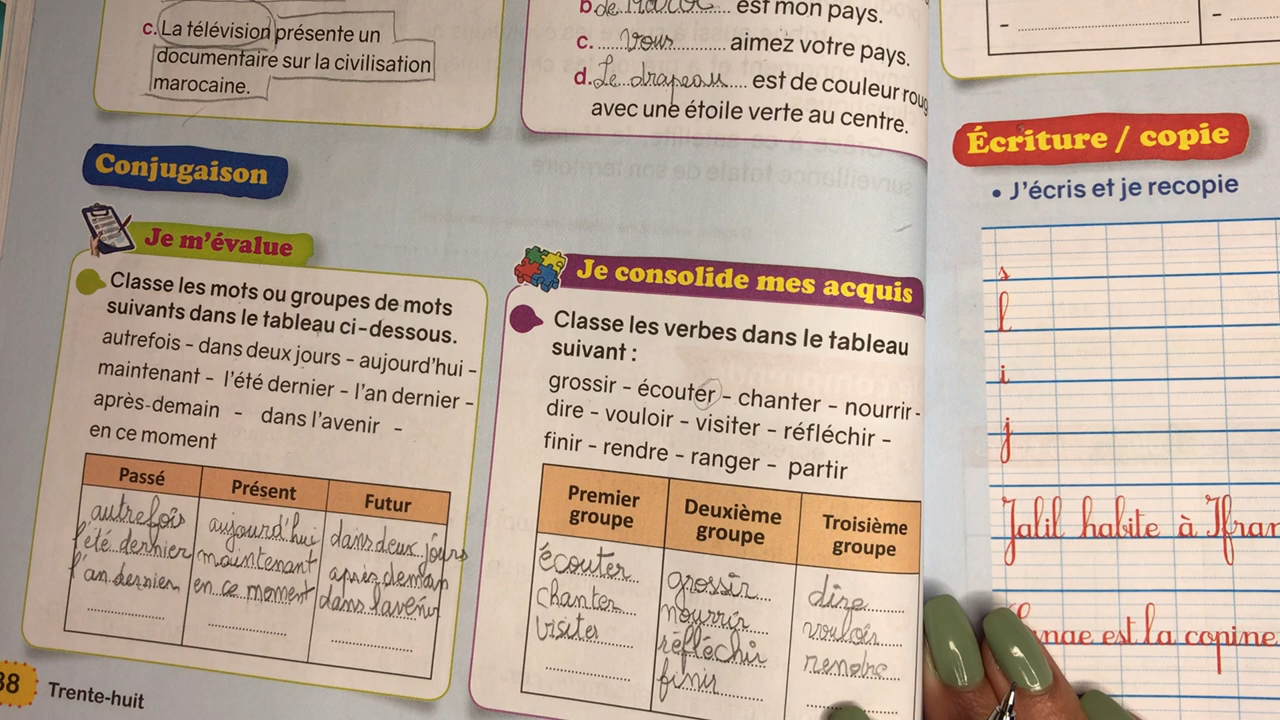 c. La télévision présente un
documentaire sur la civilisation
marocaine.
b. de Maroc est mon pays.
c. Vous aimez votre pays.
d. Le drapeau est de couleur roug
avec une étoile verte au centre.
Conjugaison
Je m'évalue
Classe les mots ou groupes de mots
suivants dans le tableau ci-dessous.
autrefois - dans deux jours - aujourd'hui -
maintenant - l'été dernier - l'an dernier -
après-demain - dans l'avenir -
en ce moment
Passé Présent Futur
autrefois aujourd'hui dans deux jours
l'été dernier maintenant après demain
l'an dernier en ce moment dans l'avenir
38 Trente-huit
Je consolide mes acquis
Classe les verbes dans le tableau
suivant :
grossir - écouter - chanter - nourrir -
dire - vouloir - visiter - réfléchir -
finir - rendre - ranger - partir
Premier groupe Deuxième groupe Troisième groupe
écouter grossir dire
chanter nourrir vouloir
visiter réfléchir rendre
finir
Écriture / copie
• J'écris et je recopie
s
l
i
j
Jalil habite à Ifran
est la copine